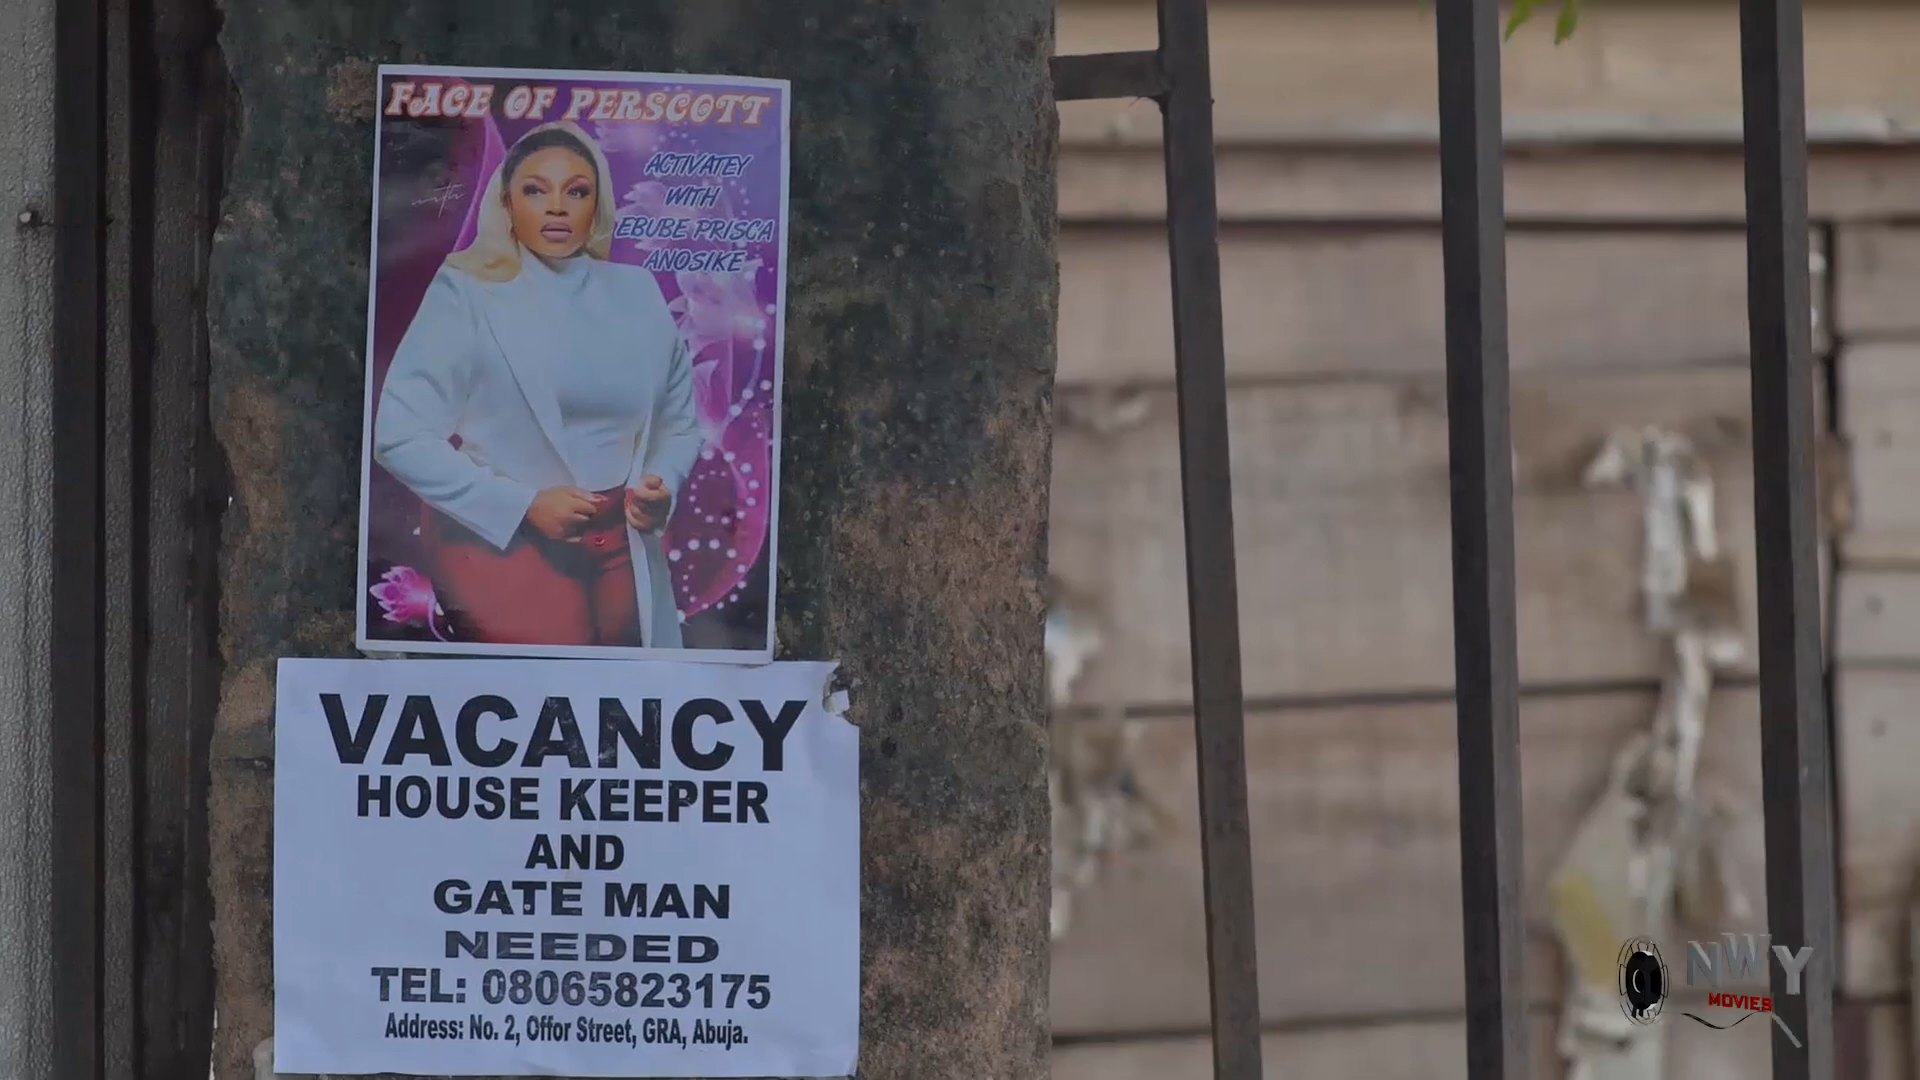 FACE OF PERSCOTT
ACTIVATEY
WITH
EBUBE PRISCA
ANOSIKE
VACANCY
HOUSE KEEPER
AND
GATE MAN
NEEDED
TEL: 08065823175
Address: No. 2, Offor Street, GRA, Abuja.
NWY
MOVIES